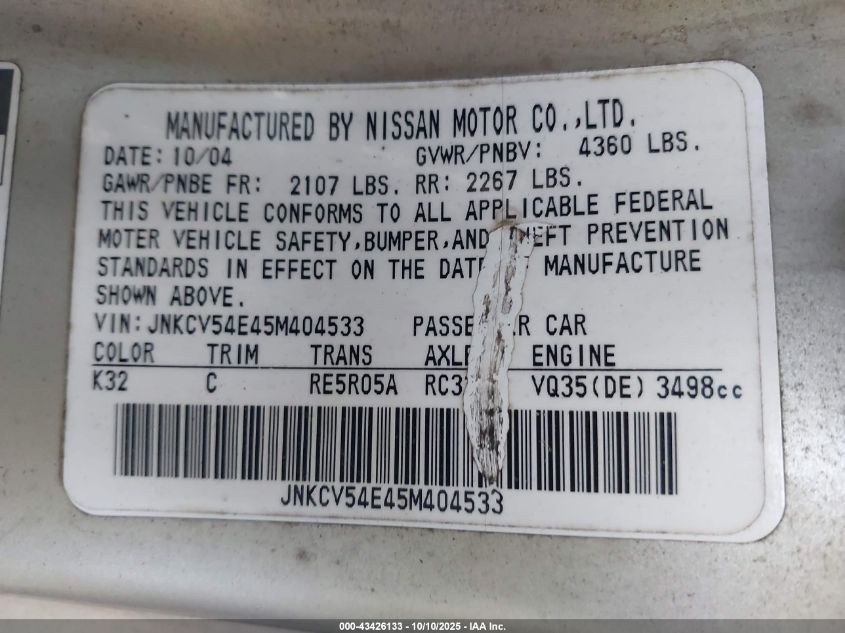 MANUFACTURED BY NISSAN MOTOR CO.,LTD.
DATE: 10/04 GVWR/PNBV: 4360 LBS.
GAWR/PNBE FR: 2107 LBS. RR: 2267 LBS.
THIS VEHICLE CONFORMS TO ALL APPLICABLE FEDERAL
MOTER VEHICLE SAFETY,BUMPER,AND PREVENTION
STANDARDS IN EFFECT ON THE MANUFACTURE
SHOWN ABOVE.
VIN:JNKCV54E45M404533 CAR
COLOR TRIM TRANS AXLE ENGINE
K32 C RE5R05A VQ35(DE) 3498cc
JNKCV54E45M404533
000-43426133 - 10/10/2025 - IAA Inc.